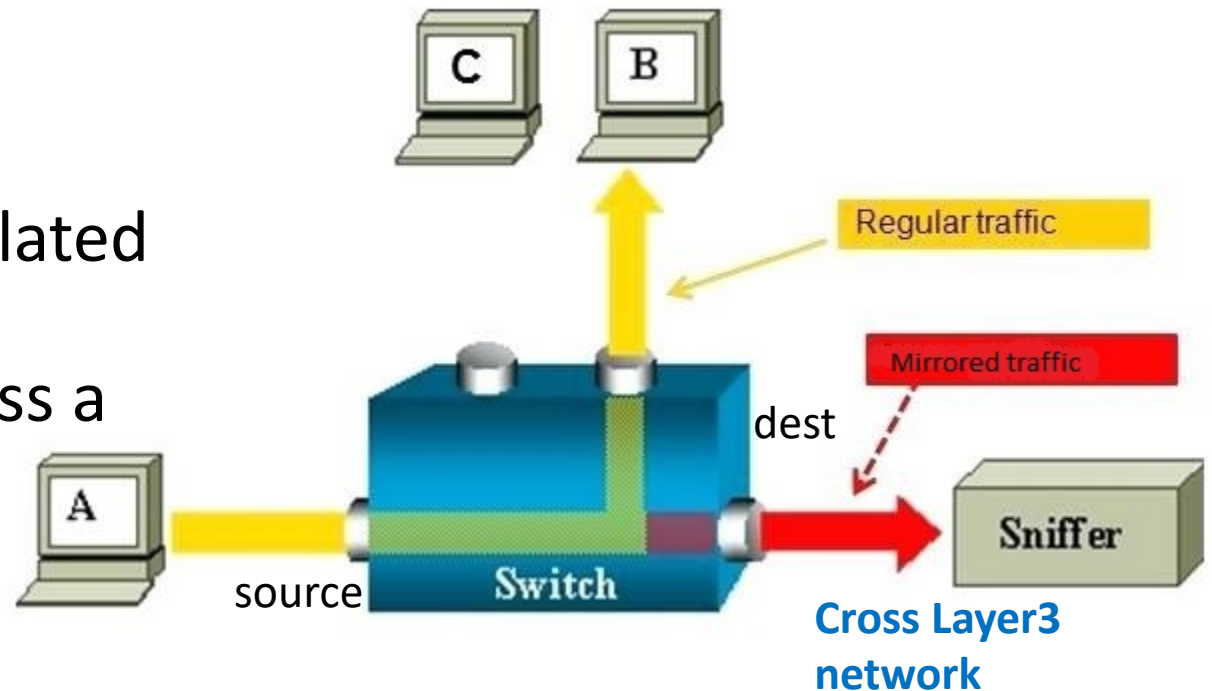 C
B
lated
Regular traffic
ss a
Mirrored traffic
dest
A
Sniffer
source
Switch
Cross Layer3
network